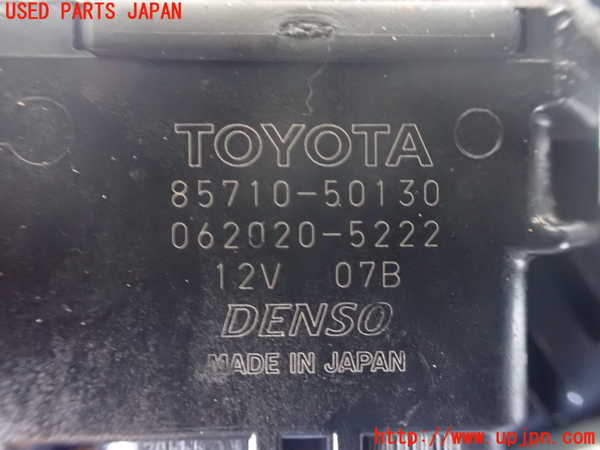 USED PARTS JAPAN
TOYOTA
85710-50130
062020-5222
12V 07B
DENSO
MADE IN JAPAN
http://www.upjpn.com/